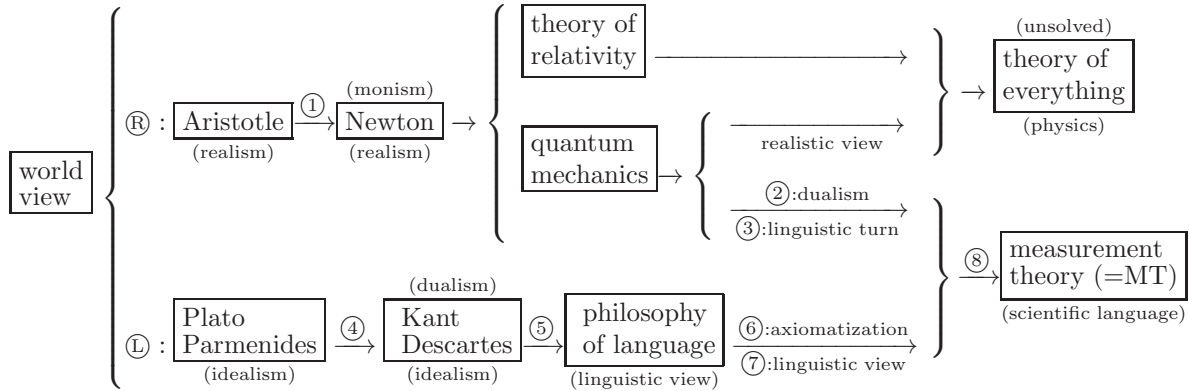 world
view
Ⓡ :
Aristotle
(realism)
①
(monism)
Newton
(realism)
theory of
relativity
quantum
mechanics
realistic view
②:dualism
③:linguistic turn
(unsolved)
theory of
everything
(physics)
Ⓛ :
Plato
Parmenides
(idealism)
④
(dualism)
Kant
Descartes
(idealism)
⑤
philosophy
of language
(linguistic view)
⑥:axiomatization
⑦:linguistic view
⑧
measurement
theory (=MT)
(scientific language)